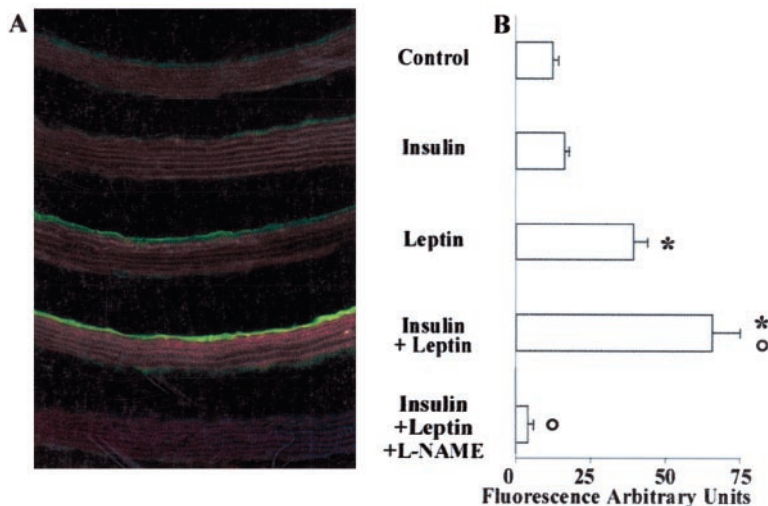 A
B
Control
Insulin
Leptin
*
Insulin
+ Leptin
*
Insulin
+Leptin
+L-NAME
0 25 50 75
Fluorescence Arbitrary Units